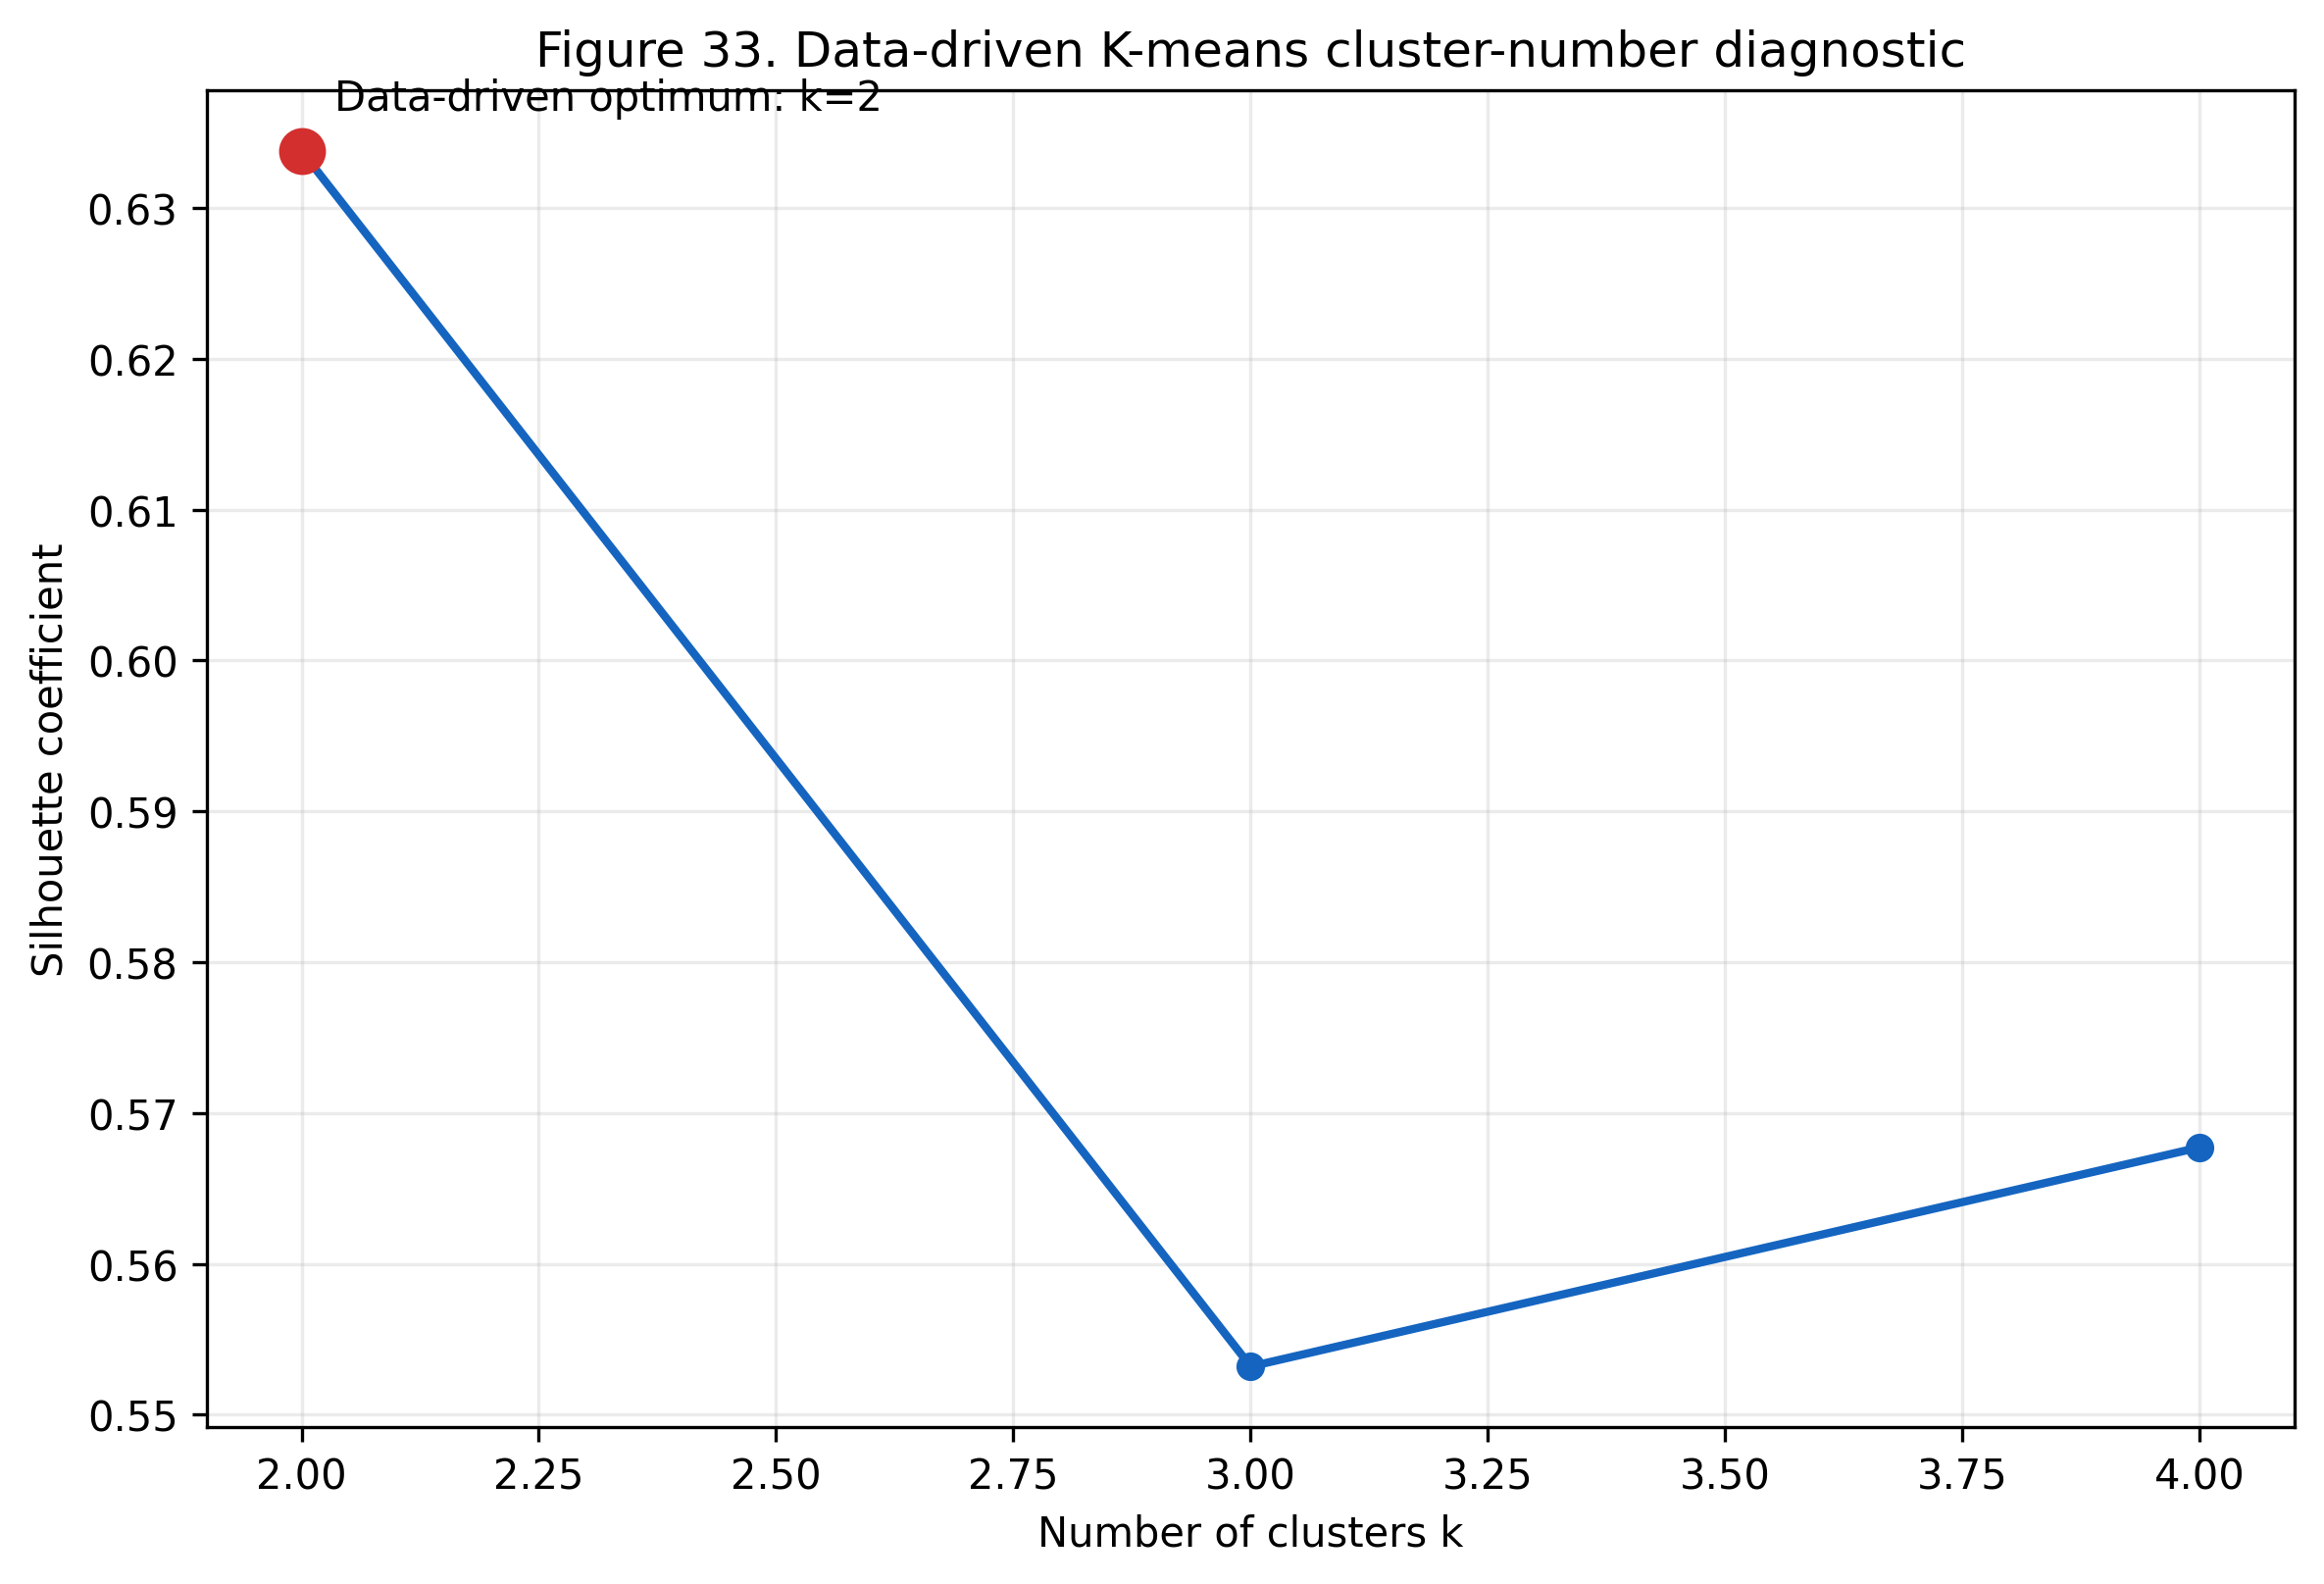 Figure 33. Data-driven K-means cluster-number diagnostic
Data-driven optimum: k=2
0.63
0.62
0.61
0.60
0.59
0.58
0.57
0.56
0.55
Silhouette coefficient
2.00 2.25 2.50 2.75 3.00 3.25 3.50 3.75 4.00
Number of clusters k